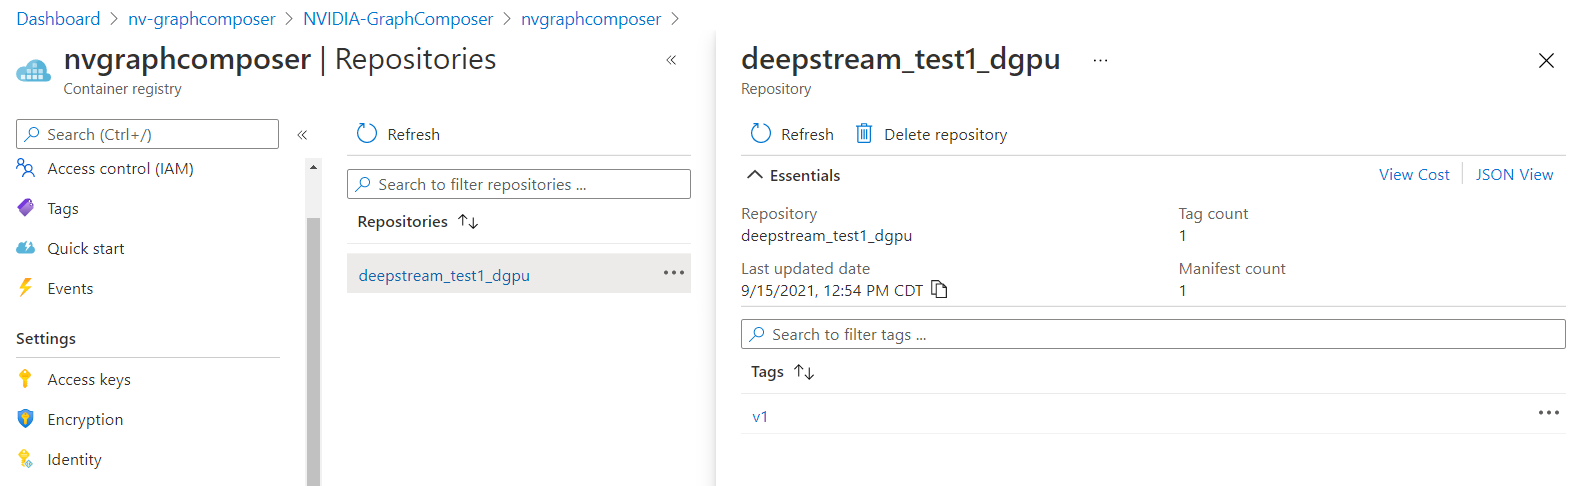 Dashboard > nv-graphcomposer > NVIDIA-GraphComposer > nvgraphcomposer >
nvgraphcomposer | Repositories
Container registry
Search (Ctrl+/)
Access control (IAM)
Tags
Quick start
Events
Settings
Access keys
Encryption
Identity
Refresh
Search to filter repositories ...
Repositories
deepstream_test1_dgpu
deepstream_test1_dgpu
Repository
Refresh
Delete repository
Essentials
View Cost
JSON View
Repository
deepstream_test1_dgpu
Tag count
1
Last updated date
9/15/2021, 12:54 PM CDT
Manifest count
1
Search to filter tags ...
Tags
v1